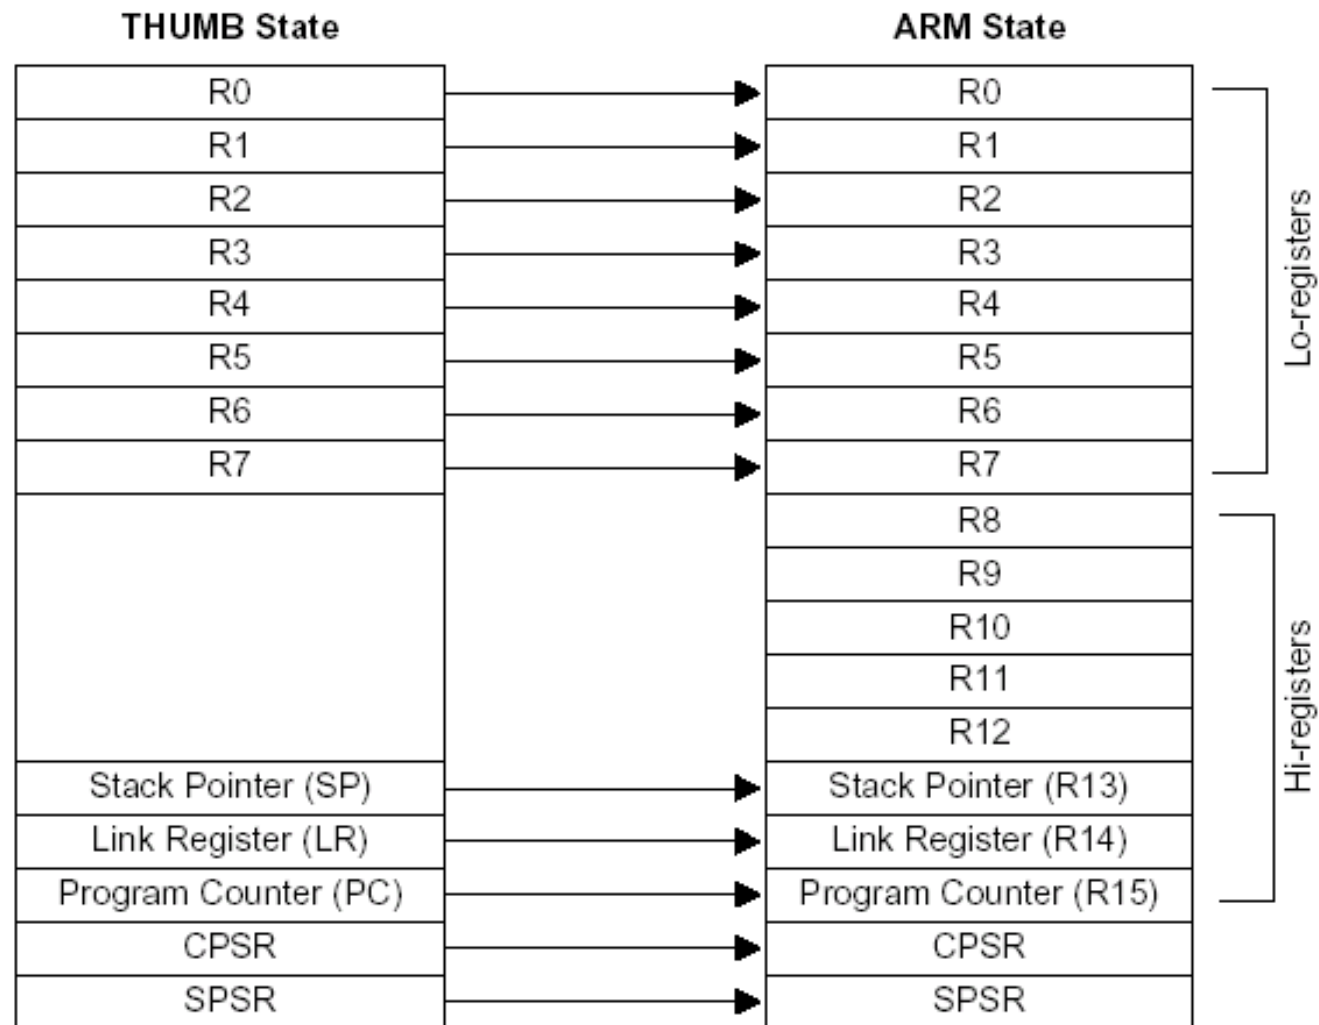 THUMB State
ARM State
R0
R0
R1
R1
R2
R2
R3
R3
R4
R4
R5
R5
R6
R6
R7
R7
R8
R9
R10
R11
R12
Stack Pointer (SP)
Stack Pointer (R13)
Link Register (LR)
Link Register (R14)
Program Counter (PC)
Program Counter (R15)
CPSR
CPSR
SPSR
SPSR
Lo-registers
Hi-registers